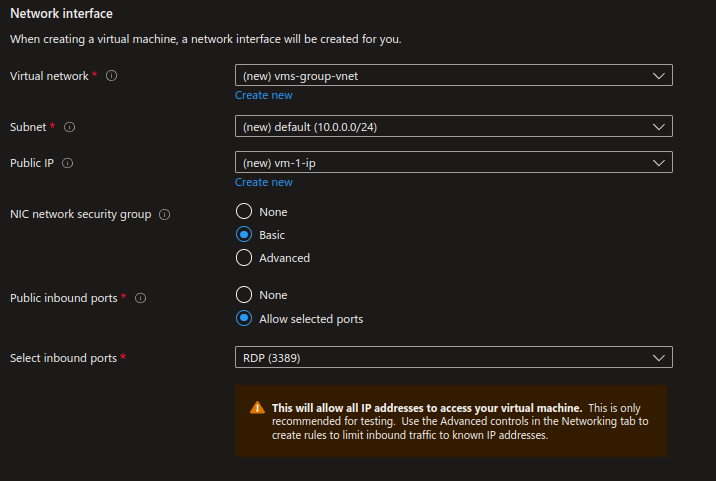 Network interface
When creating a virtual machine, a network interface will be created for you.
Virtual network *
(new) vms-group-vnet
Create new
Subnet *
(new) default (10.0.0.0/24)
Public IP
(new) vm-1-ip
Create new
NIC network security group
None
Basic
Advanced
Public inbound ports *
None
Allow selected ports
Select inbound ports *
RDP (3389)
This will allow all IP addresses to access your virtual machine. This is only
recommended for testing. Use the Advanced controls in the Networking tab to
create rules to limit inbound traffic to known IP addresses.